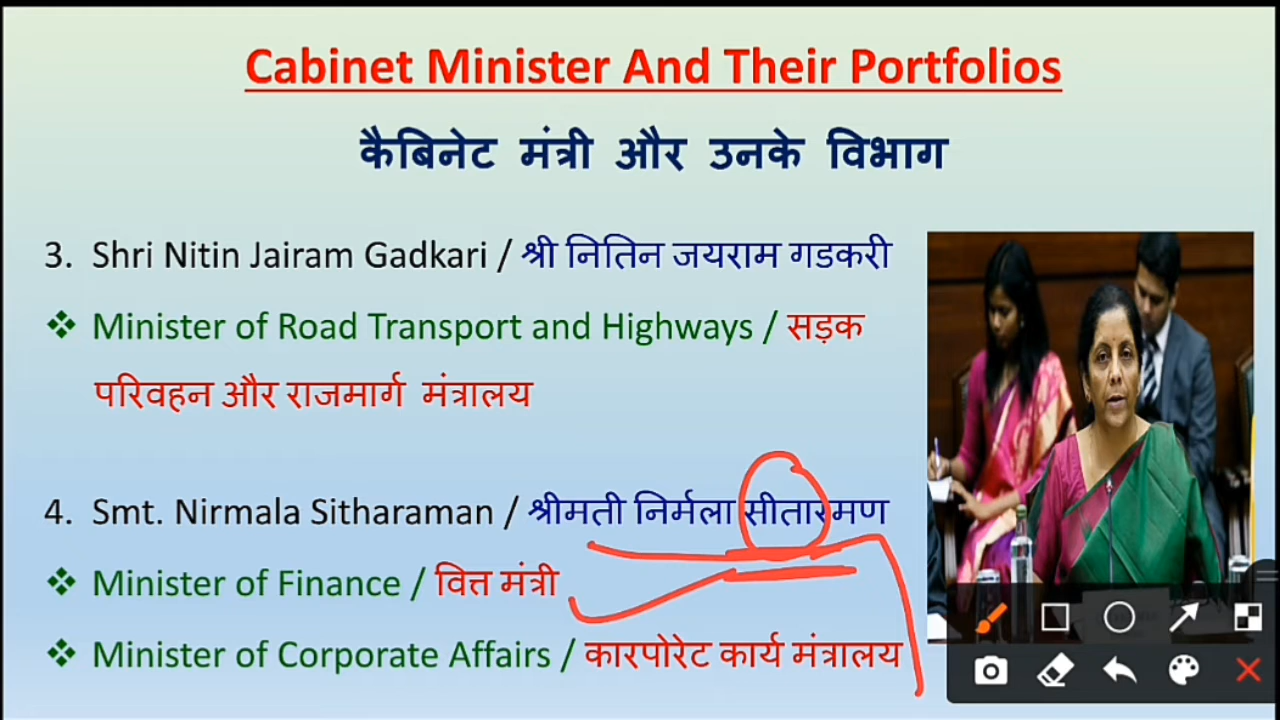 Cabinet Minister And Their Portfolios
कैबिनेट मंत्री और उनके विभाग
3. Shri Nitin Jairam Gadkari / श्री नितिन जयराम गडकरी
❖ Minister of Road Transport and Highways / सड़क
परिवहन और राजमार्ग मंत्रालय
4. Smt. Nirmala Sitharaman / श्रीमती निर्मला सीतारमण
❖ Minister of Finance / वित्त मंत्री
❖ Minister of Corporate Affairs / कारपोरेट कार्य मंत्रालय